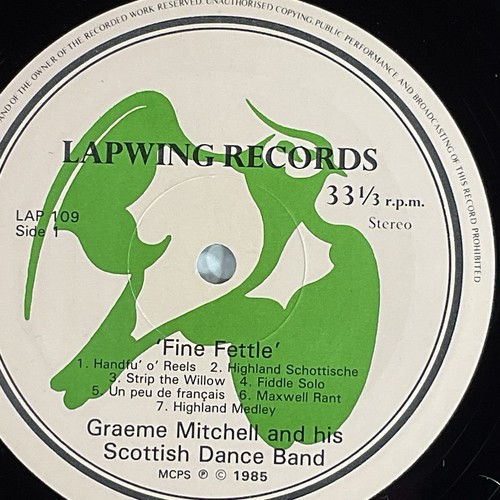 AND OF THE OWNER OF THE RECORDED WORK RESERVED. UNAUTHORISED COPYING, PUBLIC PERFORMANCE AND BROADCASTING OF THIS RECORD PROHIBITED
LAPWING RECORDS
33 1/3 r.p.m.
LAP 109
Side 1
Stereo
'Fine Fettle'
1. Handfu' o' Reels 2. Highland Schottische
3. Strip the Willow 4. Fiddle Solo
5. Un peu de français 6. Maxwell Rant
7. Highland Medley
Graeme Mitchell and his
Scottish Dance Band
MCPS ℗ © 1985